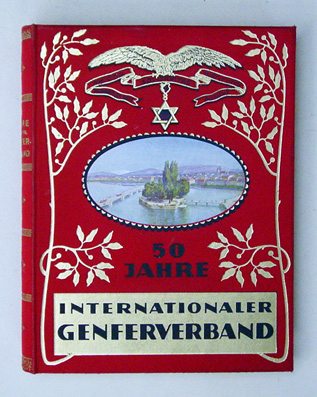 50
JAHRE
INTERNATIONALER
GENFERVERBAND